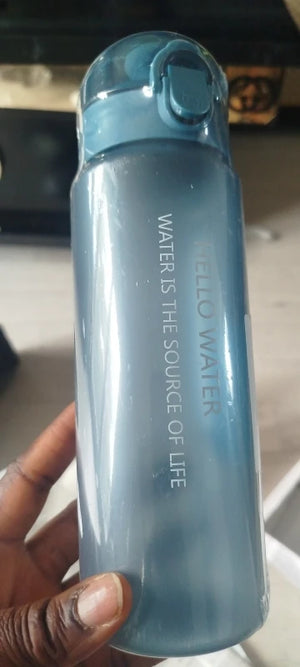 HELLO WATER
WATER IS THE SOURCE OF LIFE